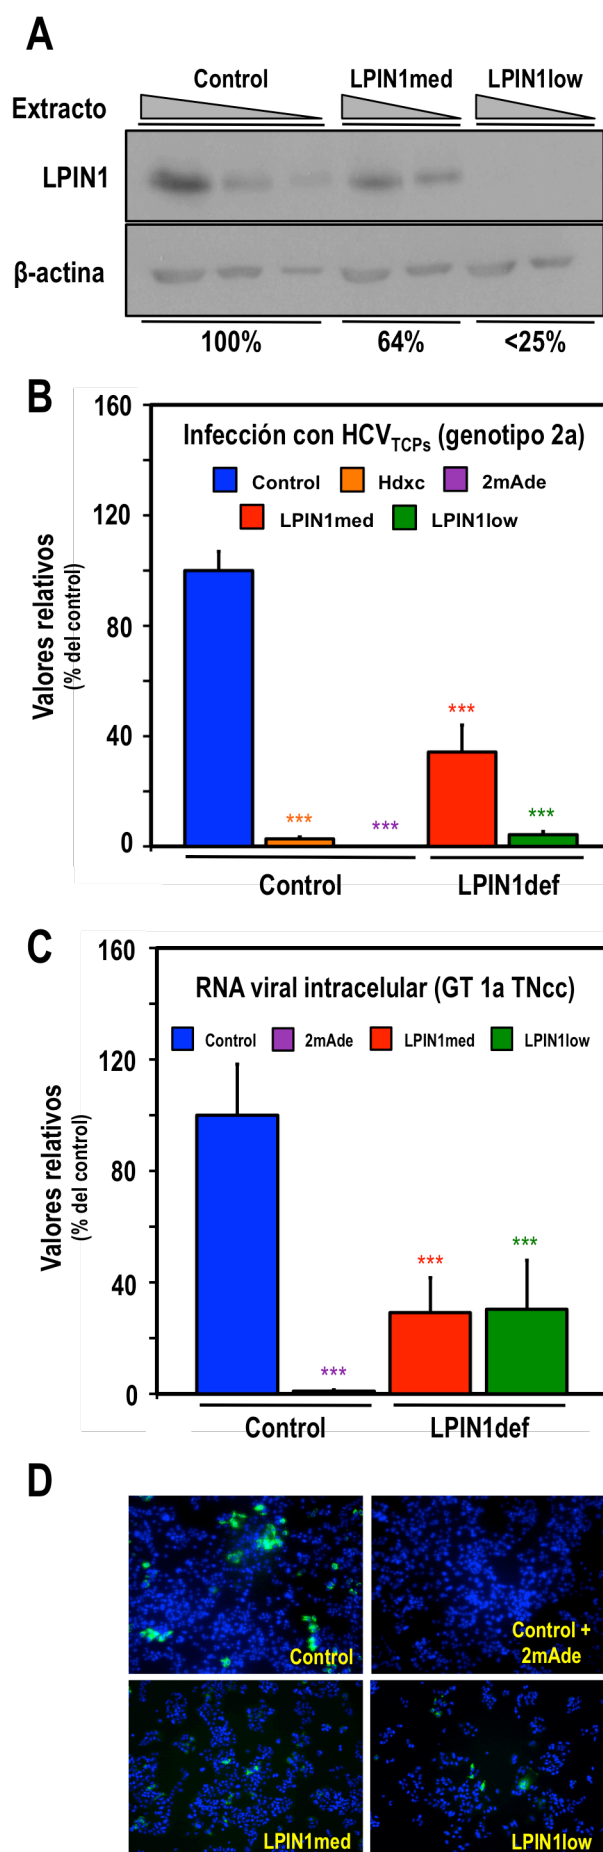 A
Control LPIN1med LPIN1low
Extracto
LPIN1
β-actina
100% 64% <25%
B
160
Infección con HCVTCPs (genotipo 2a)
Control Hdxc 2mAde
LPIN1med LPIN1low
120
80
40
0
Valores relativos
(% del control)
***
***
***
***
Control LPIN1def
C
160
RNA viral intracelular (GT 1a TNcc)
Control 2mAde LPIN1med LPIN1low
120
80
40
0
Valores relativos
(% del control)
***
***
***
Control LPIN1def
D
Control
Control +
2mAde
LPIN1med
LPIN1low